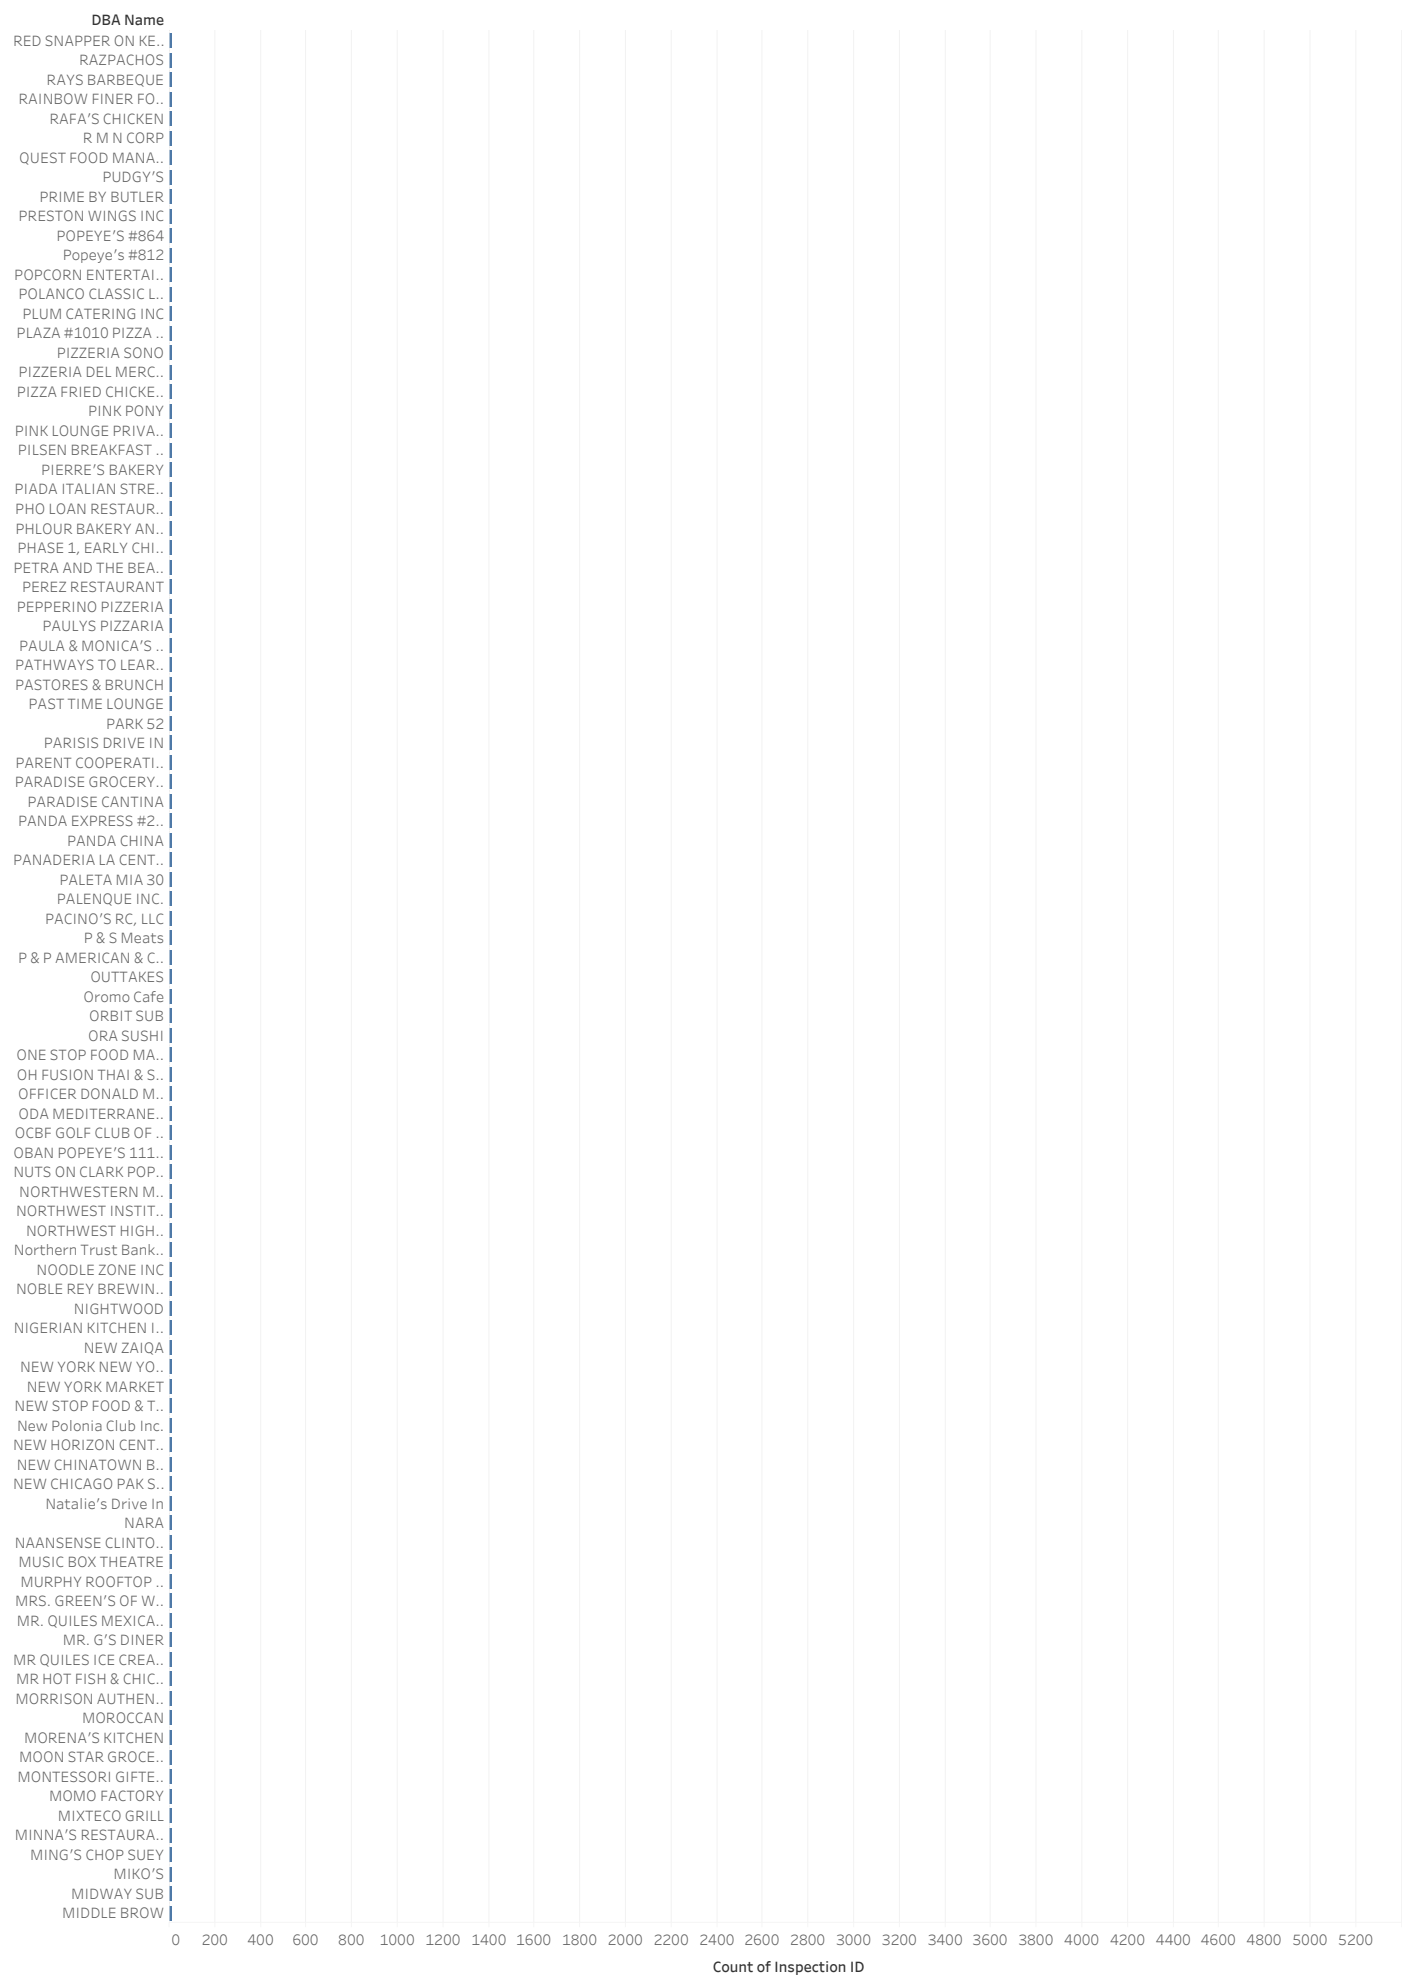 DBA Name
RED SNAPPER ON KE..
RAZPACHOS
RAYS BARBEQUE
RAINBOW FINER FO..
RAFA'S CHICKEN
R M N CORP
QUEST FOOD MANA..
PUDGY'S
PRIME BY BUTLER
PRESTON WINGS INC
POPEYE'S #864
Popeye's #812
POPCORN ENTERTAI..
POLANCO CLASSIC L..
PLUM CATERING INC
PLAZA #1010 PIZZA ..
PIZZERIA SONO
PIZZERIA DEL MERC..
PIZZA FRIED CHICKE..
PINK PONY
PINK LOUNGE PRIVA..
PILSEN BREAKFAST ..
PIERRE'S BAKERY
PIADA ITALIAN STRE..
PHO LOAN RESTAUR..
PHLOUR BAKERY AN..
PHASE 1, EARLY CHI..
PETRA AND THE BEA..
PEREZ RESTAURANT
PEPPERINO PIZZERIA
PAULYS PIZZARIA
PAULA & MONICA'S ..
PATHWAYS TO LEAR..
PASTORES & BRUNCH
PAST TIME LOUNGE
PARK 52
PARISIS DRIVE IN
PARENT COOPERATI..
PARADISE GROCERY..
PARADISE CANTINA
PANDA EXPRESS #2..
PANDA CHINA
PANADERIA LA CENT..
PALETA MIA 30
PALENQUE INC.
PACINO'S RC, LLC
P & S Meats
P & P AMERICAN & C..
OUTTAKES
Oromo Cafe
ORBIT SUB
ORA SUSHI
ONE STOP FOOD MA..
OH FUSION THAI & S..
OFFICER DONALD M..
ODA MEDITERRANE..
OCBF GOLF CLUB OF ..
OBAN POPEYE'S 111..
NUTS ON CLARK POP..
NORTHWESTERN M..
NORTHWEST INSTIT..
NORTHWEST HIGH..
Northern Trust Bank..
NOODLE ZONE INC
NOBLE REY BREWIN..
NIGHTWOOD
NIGERIAN KITCHEN I..
NEW ZAIQA
NEW YORK NEW YO..
NEW YORK MARKET
NEW STOP FOOD & T..
New Polonia Club Inc.
NEW HORIZON CENT..
NEW CHINATOWN B..
NEW CHICAGO PAK S..
Natalie's Drive In
NARA
NAANSENSE CLINTO..
MUSIC BOX THEATRE
MURPHY ROOFTOP ..
MRS. GREEN'S OF W..
MR. QUILES MEXICA..
MR. G'S DINER
MR QUILES ICE CREA..
MR HOT FISH & CHIC..
MORRISON AUTHEN..
MOROCCAN
MORENA'S KITCHEN
MOON STAR GROCE..
MONTESSORI GIFTE..
MOMO FACTORY
MIXTECO GRILL
MINNA'S RESTAURA..
MING'S CHOP SUEY
MIKO'S
MIDWAY SUB
MIDDLE BROW
0 200 400 600 800 1000 1200 1400 1600 1800 2000 2200 2400 2600 2800 3000 3200 3400 3600 3800 4000 4200 4400 4600 4800 5000 5200
Count of Inspection ID